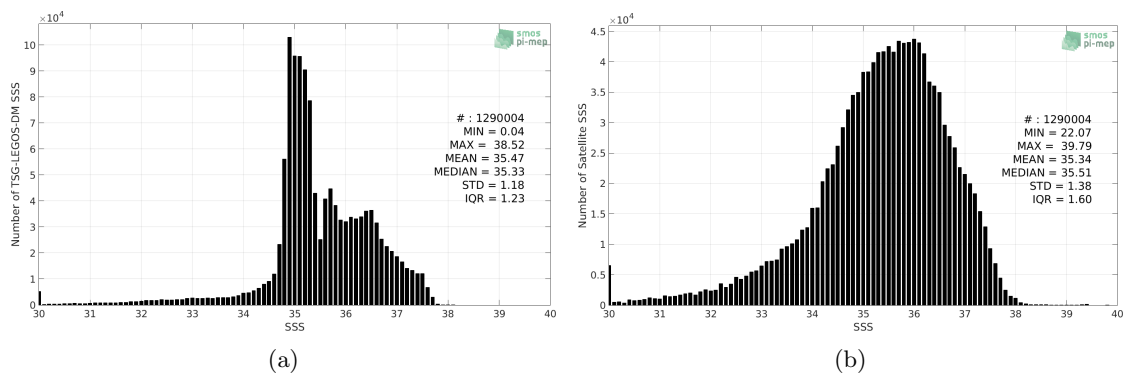 ×10⁴
smos
pi-mep
Number of TSG-LEGOS-DM SSS
10
9
8
7
6
5
4
3
2
1
0
# : 1290004
MIN = 0.04
MAX = 38.52
MEAN = 35.47
MEDIAN = 35.33
STD = 1.18
IQR = 1.23
30 31 32 33 34 35 36 37 38 39 40
SSS
(a)
×10⁴
smos
pi-mep
Number of Satellite SSS
4.5
4
3.5
3
2.5
2
1.5
1
0.5
0
# : 1290004
MIN = 22.07
MAX = 39.79
MEAN = 35.34
MEDIAN = 35.51
STD = 1.38
IQR = 1.60
30 31 32 33 34 35 36 37 38 39 40
SSS
(b)